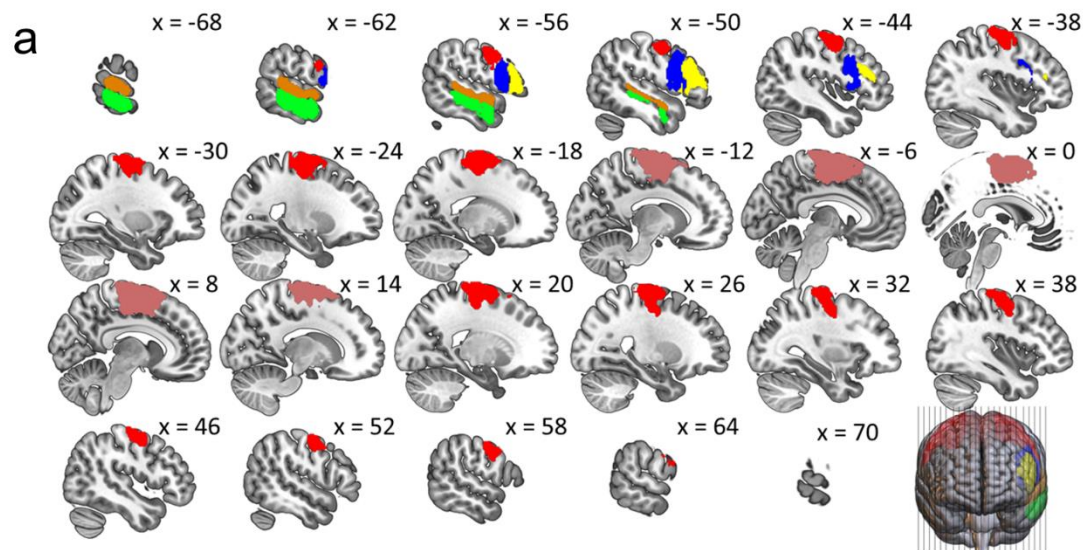 a
x = -68 x = -62 x = -56 x = -50 x = -44 x = -38
x = -30 x = -24 x = -18 x = -12 x = -6 x = 0
x = 8 x = 14 x = 20 x = 26 x = 32 x = 38
x = 46 x = 52 x = 58 x = 64 x = 70